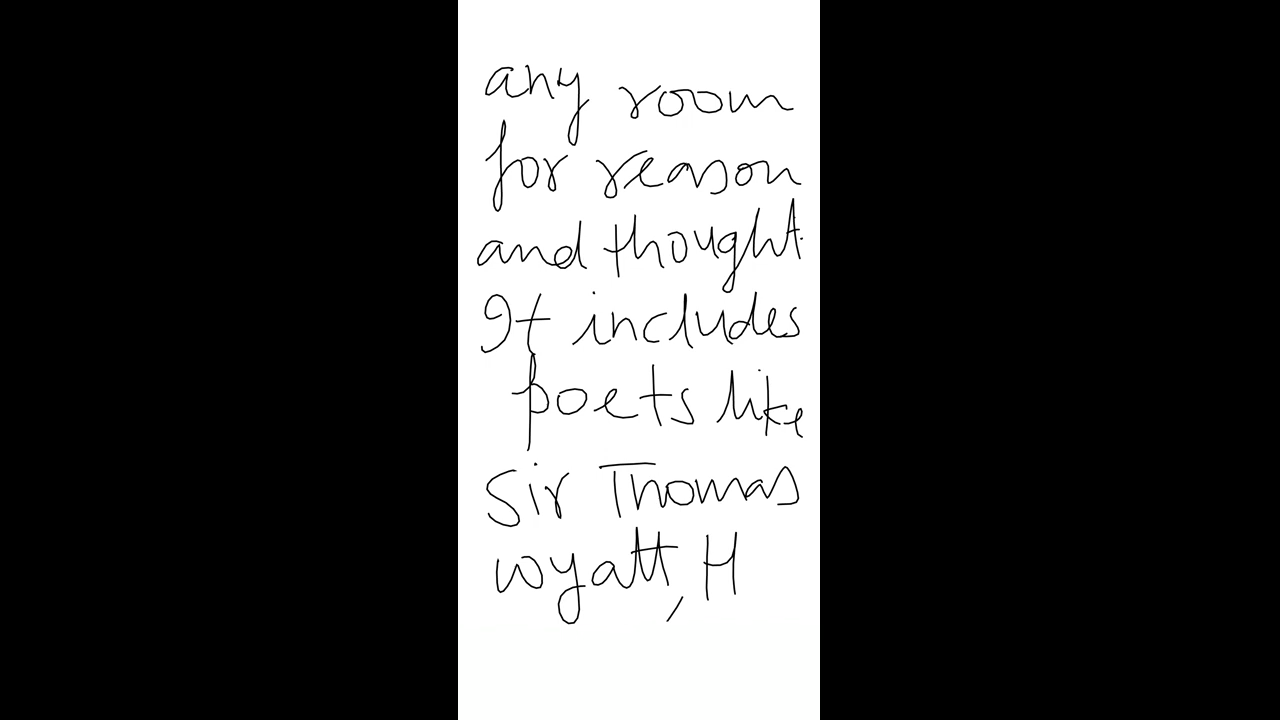 any room
for reason
and thought.
It includes
poets like
Sir Thomas
wyatt, H